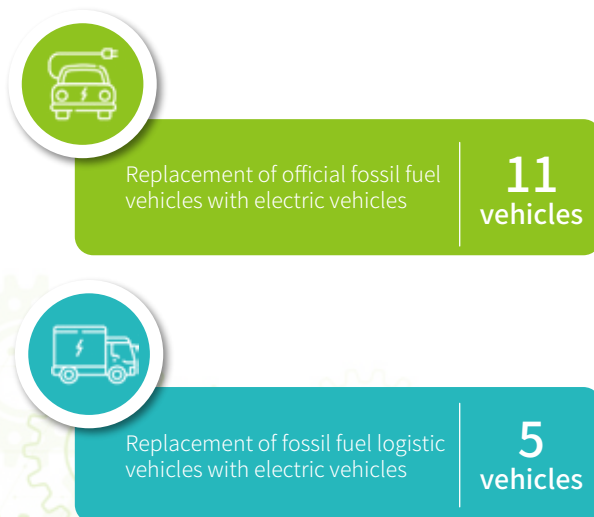 Replacement of official fossil fuel
vehicles with electric vehicles
11
vehicles
Replacement of fossil fuel logistic
vehicles with electric vehicles
5
vehicles